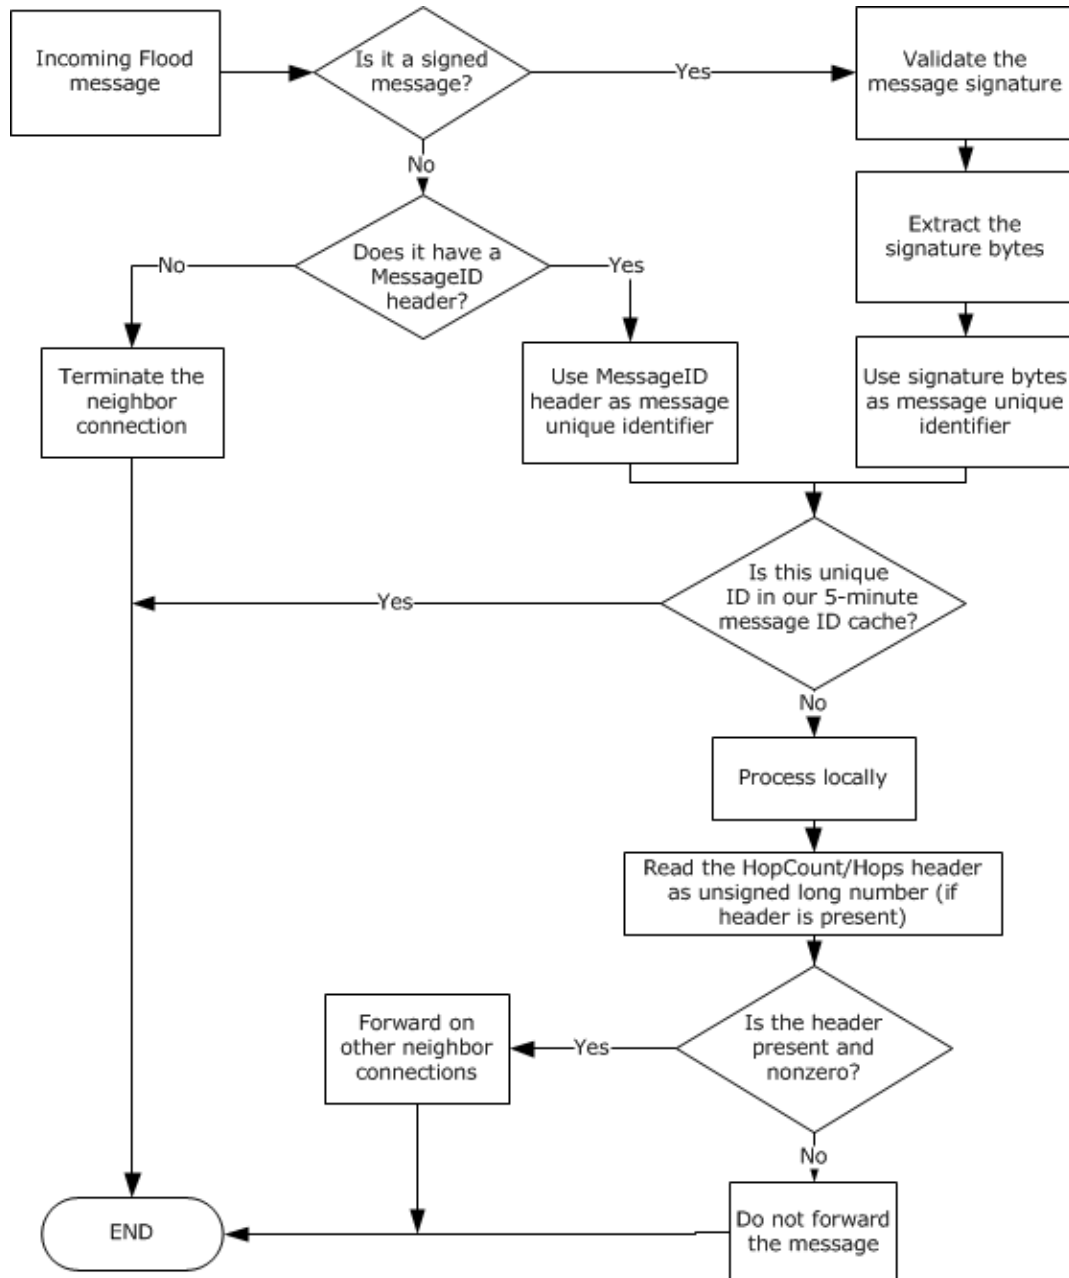 Incoming Flood
message
Is it a signed
message?
Yes
Validate the
message signature
No
Extract the
signature bytes
Does it have a
MessageID
header?
No
Yes
Terminate the
neighbor
connection
Use MessageID
header as message
unique identifier
Use signature bytes
as message unique
identifier
Is this unique
ID in our 5-minute
message ID cache?
Yes
No
Process locally
Read the HopCount/Hops header
as unsigned long number (if
header is present)
Is the header
present and
nonzero?
Yes
Forward on
other neighbor
connections
No
Do not forward
the message
END